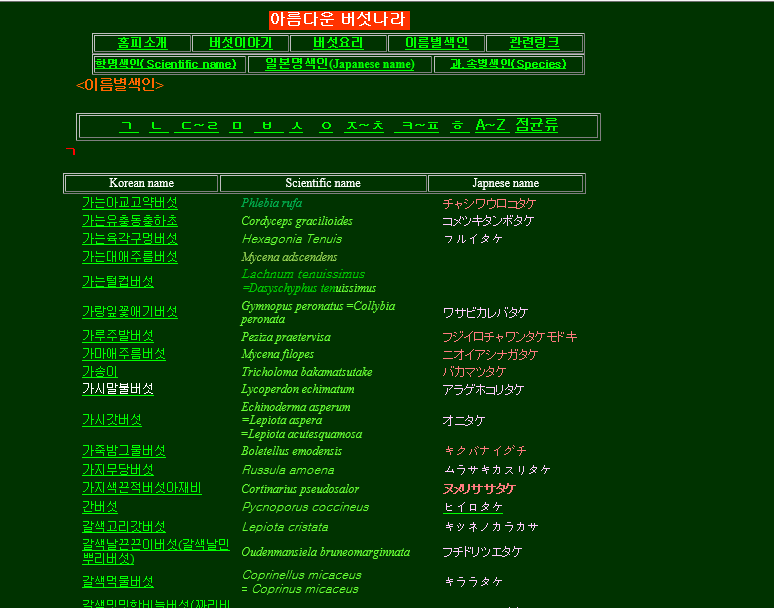 아름다운 버섯나라
홈피소개 버섯이야기 버섯요리 이름별색인 관련링크
학명색인(Scientific name) 일본명색인(Japanese name) 과.속별색인(Species)
<이름별색인>
ㄱ ㄴ ㄷ~ㄹ ㅁ ㅂ ㅅ ㅇ ㅈ~ㅊ ㅋ~ㅍ ㅎ A~Z 점균류
ㄱ
Korean name Scientific name Japnese name
가는아교고약버섯 Phlebia rufa チャシワウロコタケ
가는유충동충하초 Cordyceps gracilioides コメツキタンポタケ
가는육각구멍버섯 Hexagonia Tenuis フルイタケ
가는대애주름버섯 Mycena adscendens
가는털컵버섯 Lachnum tenuissimus
=Dasyschyphus tenuissimus
가랑잎꽃애기버섯 Gymnopus peronatus =Collybia
peronata ワサビカレバタケ
가루주발버섯 Peziza praetervisa フジイロチャワンタケモドキ
가마애주름버섯 Mycena filopes ニオイアシナガタケ
가송이 Tricholoma bakamatsutake バカマツタケ
가시말불버섯 Lycoperdon echimatum アラゲホコリタケ
가시갓버섯 Echinoderma asperum
=Lepiota aspera
=Lepiota acutesquamosa オニタケ
가죽밤그물버섯 Boletellus emodensis キクバナイグチ
가지무당버섯 Russula amoena ムラサキカスリタケ
가지색끈적버섯아재비 Cortinarius pseudosalor ヌメリササタケ
간버섯 Pycnoporus coccineus ヒイロタケ
갈색고리갓버섯 Lepiota cristata キツネノカラカサ
갈색날끈끈이버섯(갈색날민
뿌리버섯) Oudenmansiela bruneomarginnata フチドリツエタケ
갈색먹물버섯 Coprinellus micaceus
= Coprinus micaceus キララタケ